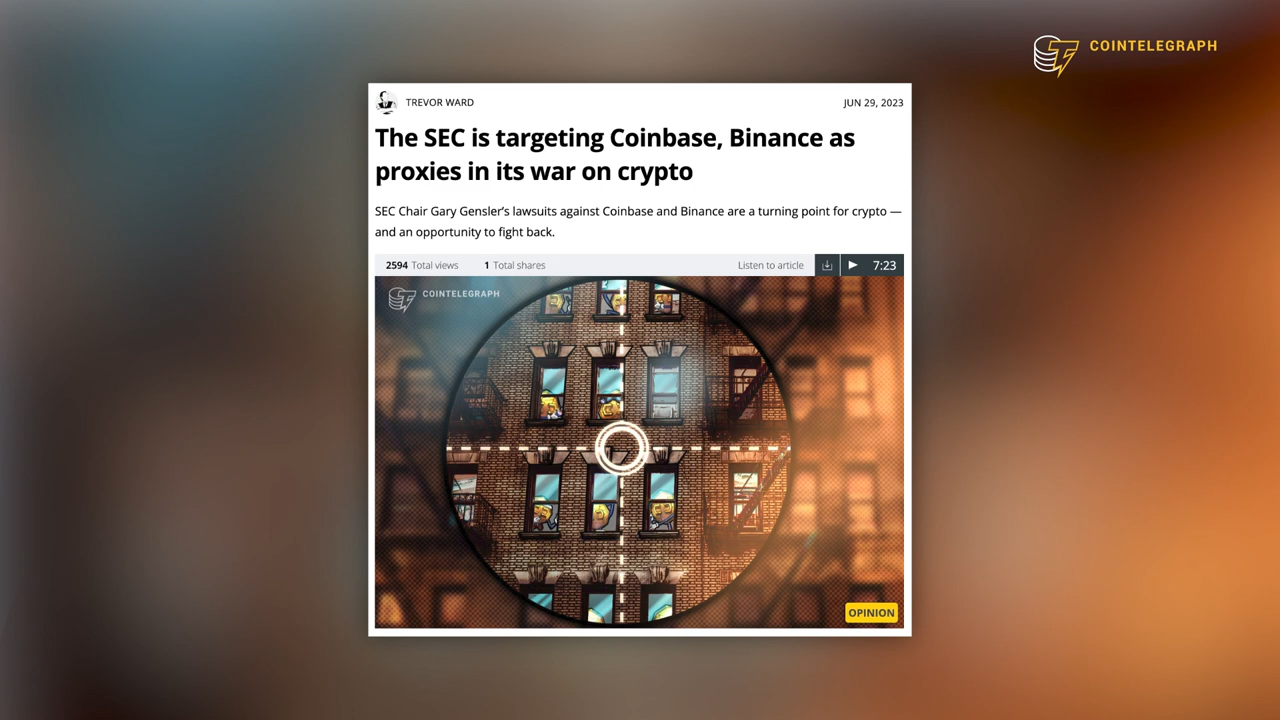 COINTELEGRAPH
TREVOR WARD
JUN 29, 2023
The SEC is targeting Coinbase, Binance as
proxies in its war on crypto
SEC Chair Gary Gensler’s lawsuits against Coinbase and Binance are a turning point for crypto —
and an opportunity to fight back.
2594 Total views 1 Total shares Listen to article 7:23
COINTELEGRAPH
OPINION